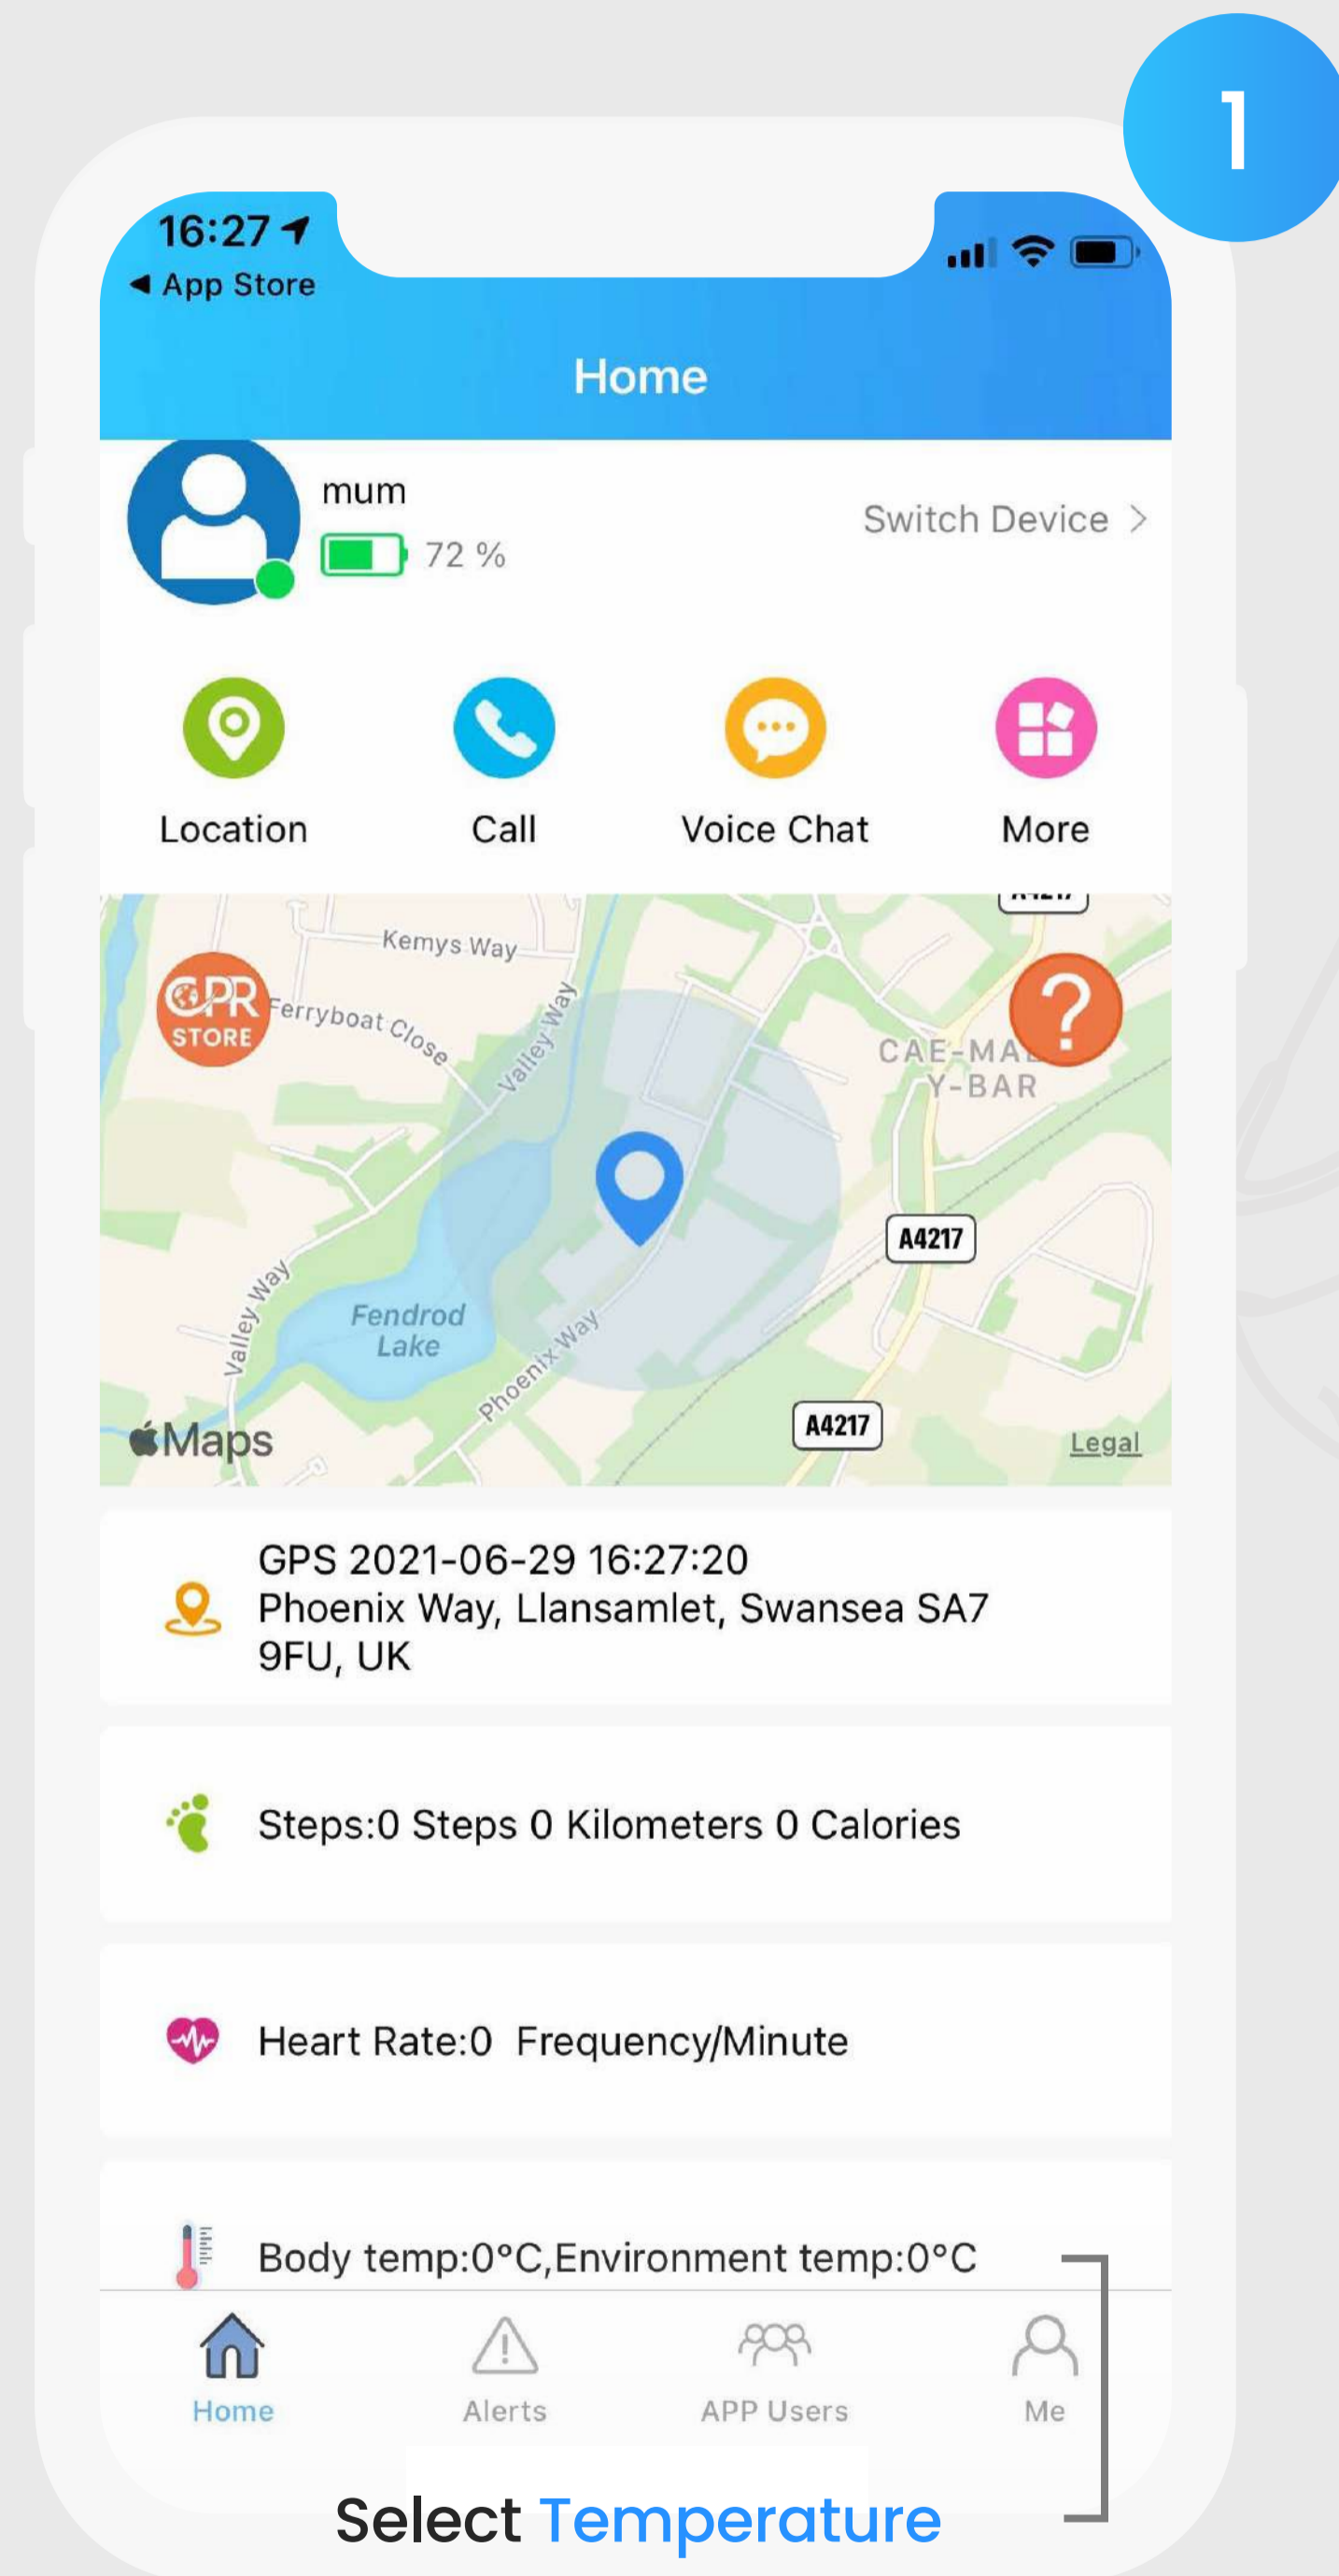 1
16:27
App Store
Home
mum
72 %
Switch Device
Location
Call
Voice Chat
More
Kemys Way
Ferryboat Close
Valley Way
GPR
STORE
?
CAE-MA
Y-BAR
A4217
Valley Way
Fendrod
Lake
Phoenix Way
A4217
Maps
Legal
GPS 2021-06-29 16:27:20
Phoenix Way, Llansamlet, Swansea SA7
9FU, UK
Steps:0 Steps 0 Kilometers 0 Calories
Heart Rate:0 Frequency/Minute
Body temp:0°C,Environment temp:0°C
Home
Alerts
APP Users
Me
Select Temperature